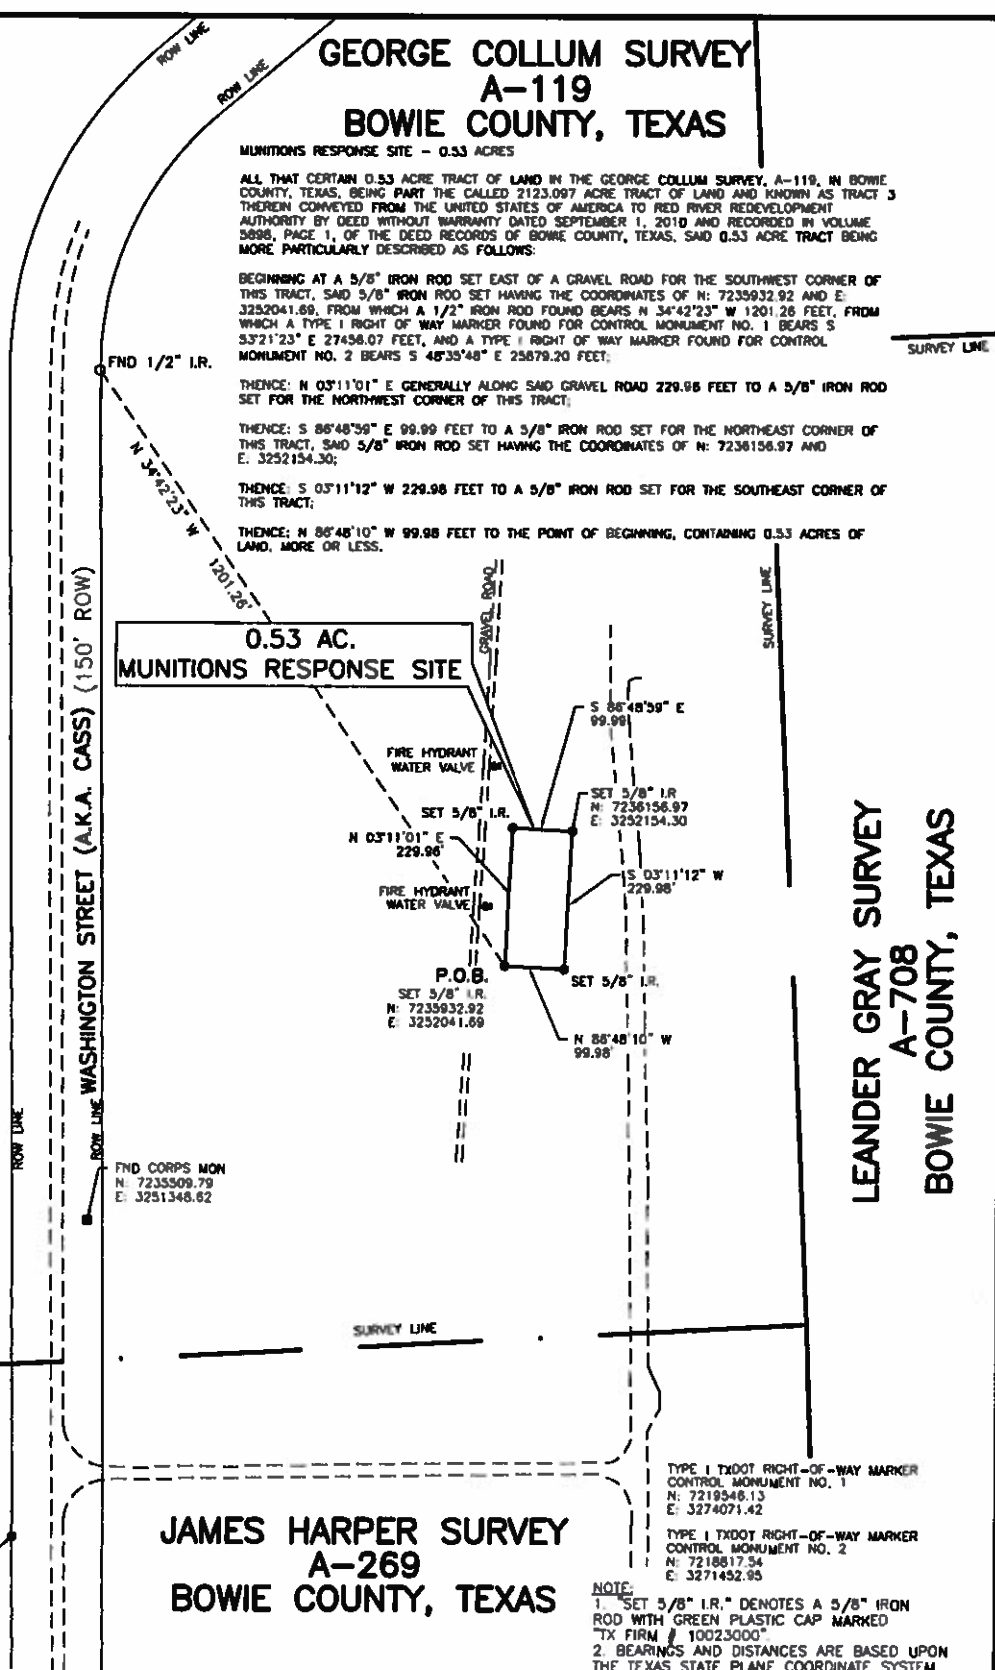 ROW LINE
ROW LINE
GEORGE COLLUM SURVEY
A-119
BOWIE COUNTY, TEXAS
MUNITIONS RESPONSE SITE - 0.53 ACRES
ALL THAT CERTAIN 0.53 ACRE TRACT OF LAND IN THE GEORGE COLLUM SURVEY, A-119, IN BOWIE
COUNTY, TEXAS, BEING PART THE CALLED 2123.097 ACRE TRACT OF LAND AND KNOWN AS TRACT 3
THEREIN CONVEYED FROM THE UNITED STATES OF AMERICA TO RED RIVER REDEVELOPMENT
AUTHORITY BY DEED WITHOUT WARRANTY DATED SEPTEMBER 1, 2010 AND RECORDED IN VOLUME
5898, PAGE 1, OF THE DEED RECORDS OF BOWIE COUNTY, TEXAS, SAID 0.53 ACRE TRACT BEING
MORE PARTICULARLY DESCRIBED AS FOLLOWS:
BEGINNING AT A 5/8" IRON ROD SET EAST OF A GRAVEL ROAD FOR THE SOUTHWEST CORNER OF
THIS TRACT, SAID 5/8" IRON ROD SET HAVING THE COORDINATES OF N: 7235932.92 AND E:
3252041.69, FROM WHICH A 1/2" IRON ROD FOUND BEARS N 34°42'23" W 1201.26 FEET, FROM
WHICH A TYPE I RIGHT OF WAY MARKER FOUND FOR CONTROL MONUMENT NO. 1 BEARS S
53°21'23" E 27456.07 FEET, AND A TYPE I RIGHT OF WAY MARKER FOUND FOR CONTROL
MONUMENT NO. 2 BEARS S 48°35'48" E 25879.20 FEET;
THENCE: N 03°11'01" E GENERALLY ALONG SAID GRAVEL ROAD 229.96 FEET TO A 5/8" IRON ROD
SET FOR THE NORTHWEST CORNER OF THIS TRACT;
THENCE: S 86°48'59" E 99.99 FEET TO A 5/8" IRON ROD SET FOR THE NORTHEAST CORNER OF
THIS TRACT, SAID 5/8" IRON ROD SET HAVING THE COORDINATES OF N: 7236156.97 AND
E: 3252154.30;
THENCE: S 03°11'12" W 229.98 FEET TO A 5/8" IRON ROD SET FOR THE SOUTHEAST CORNER OF
THIS TRACT;
THENCE: N 86°48'10" W 99.98 FEET TO THE POINT OF BEGINNING, CONTAINING 0.53 ACRES OF
LAND, MORE OR LESS.
SURVEY LINE
FND 1/2" I.R.
N 34°42'23" W
1201.26'
GRAVEL ROAD
SURVEY LINE
0.53 AC.
MUNITIONS RESPONSE SITE
WASHINGTON STREET (A.K.A. CASS) (150' ROW)
S 86°48'59" E
99.99'
FIRE HYDRANT
WATER VALVE
SET 5/8" I.R.
SET 5/8" I.R
N: 7236156.97
E: 3252154.30
N 03°11'01" E
229.96'
S 03°11'12" W
229.98'
FIRE HYDRANT
WATER VALVE
P.O.B.
SET 5/8" I.R.
N: 7235932.92
E: 3252041.69
SET 5/8" I.R.
N 86°48'10" W
99.98'
LEANDER GRAY SURVEY
A-708
BOWIE COUNTY, TEXAS
ROW LINE
ROW LINE
FND CORPS MON
N: 7235509.79
E: 3251348.62
SURVEY LINE
TYPE I TXDOT RIGHT-OF-WAY MARKER
CONTROL MONUMENT NO. 1
N: 7219546.13
E: 3274071.42
TYPE I TXDOT RIGHT-OF-WAY MARKER
CONTROL MONUMENT NO. 2
N: 7218817.54
E: 3271452.95
JAMES HARPER SURVEY
A-269
BOWIE COUNTY, TEXAS
NOTE:
1. "SET 5/8" I.R." DENOTES A 5/8" IRON
ROD WITH GREEN PLASTIC CAP MARKED
"TX FIRM # 10023000"
2. BEARINGS AND DISTANCES ARE BASED UPON
THE TEXAS STATE PLANE COORDINATE SYSTEM